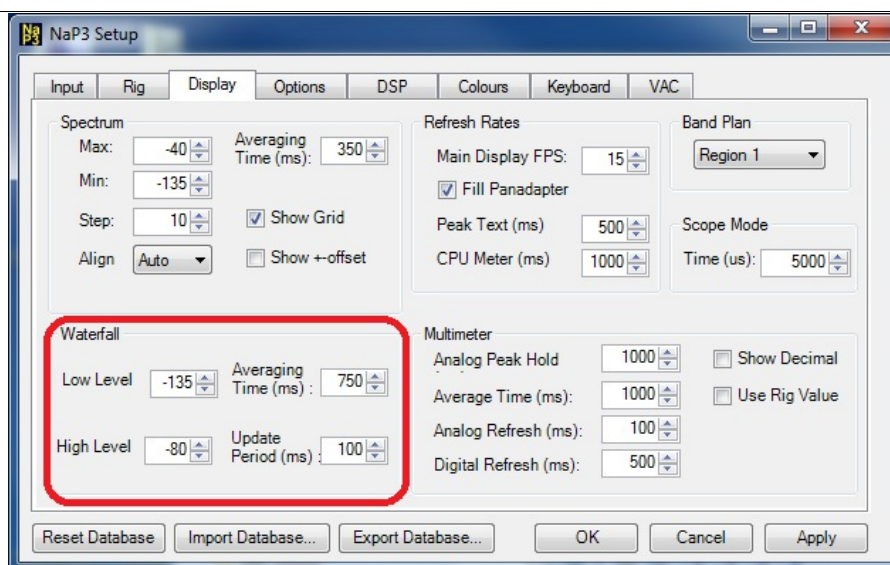 NaP3 Setup
Input Rig Display Options DSP Colours Keyboard VAC
Spectrum
Max: -40
Averaging
Time (ms): 350
Min: -135
Step: 10
Show Grid
Align Auto
Show +-offset
Refresh Rates
Main Display FPS: 15
Fill Panadapter
Peak Text (ms) 500
CPU Meter (ms) 1000
Band Plan
Region 1
Scope Mode
Time (us): 5000
Waterfall
Low Level -135
Averaging
Time (ms) : 750
High Level -80
Update
Period (ms) : 100
Multimeter
Analog Peak Hold 1000
Show Decimal
Average Time (ms): 1000
Use Rig Value
Analog Refresh (ms): 100
Digital Refresh (ms): 500
Reset Database Import Database... Export Database... OK Cancel Apply